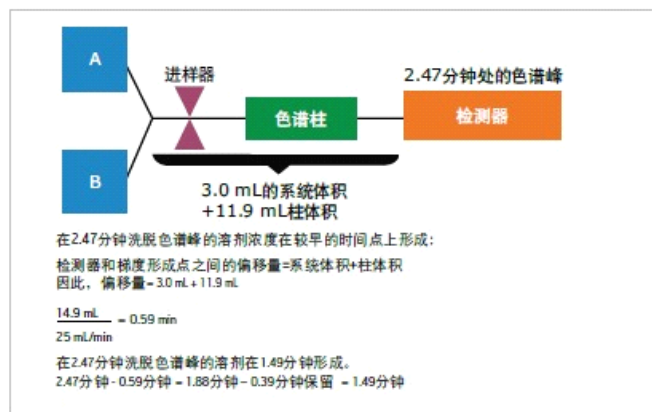 A
进样器
2.47分钟处的色谱峰
色谱柱
检测器
B
3.0 mL的系统体积
+11.9 mL柱体积
在2.47分钟洗脱色谱峰的溶剂浓度在较早的时间点上形成：
检测器和梯度形成点之间的偏移量=系统体积+柱体积
因此，偏移量= 3.0 mL + 11.9 mL
14.9 mL
= 0.59 min
25 mL/min
在2.47分钟洗脱色谱峰的溶剂在1.49分钟形成。
2.47分钟 - 0.59分钟 = 1.88分钟 – 0.39分钟保留 = 1.49分钟